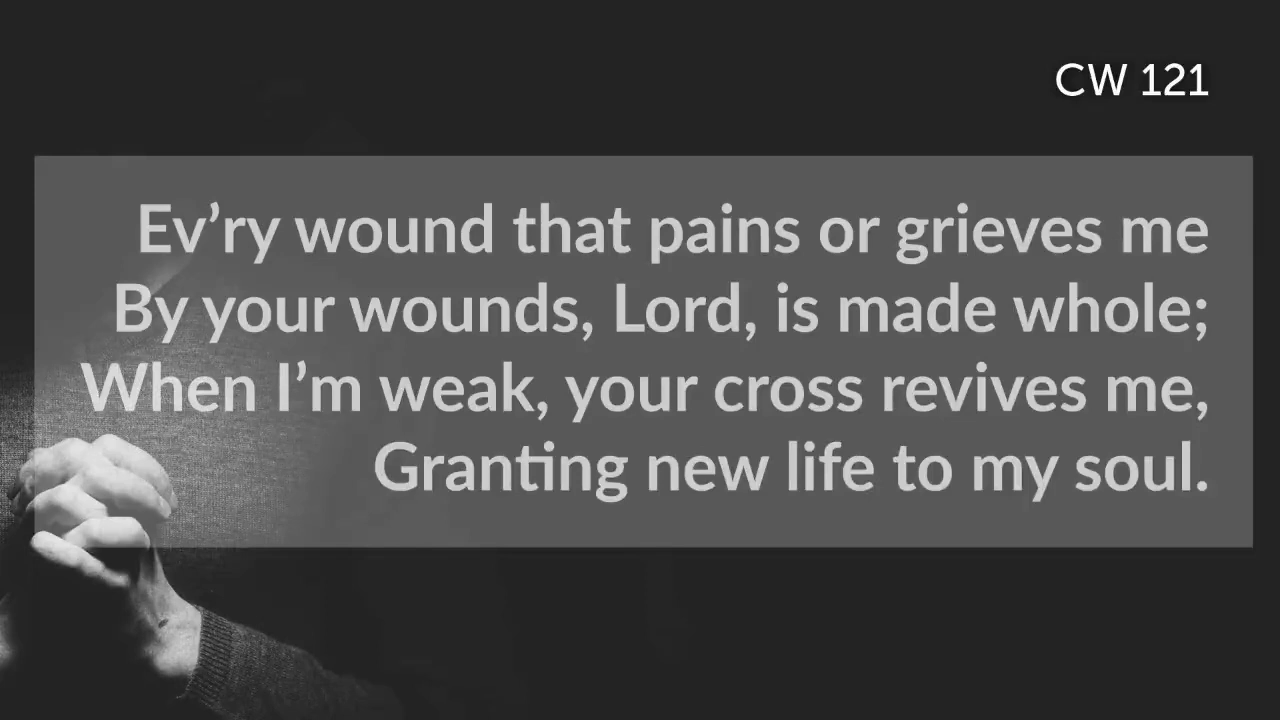 CW 121
Ev’ry wound that pains or grieves me
By your wounds, Lord, is made whole;
When I’m weak, your cross revives me,
Granting new life to my soul.